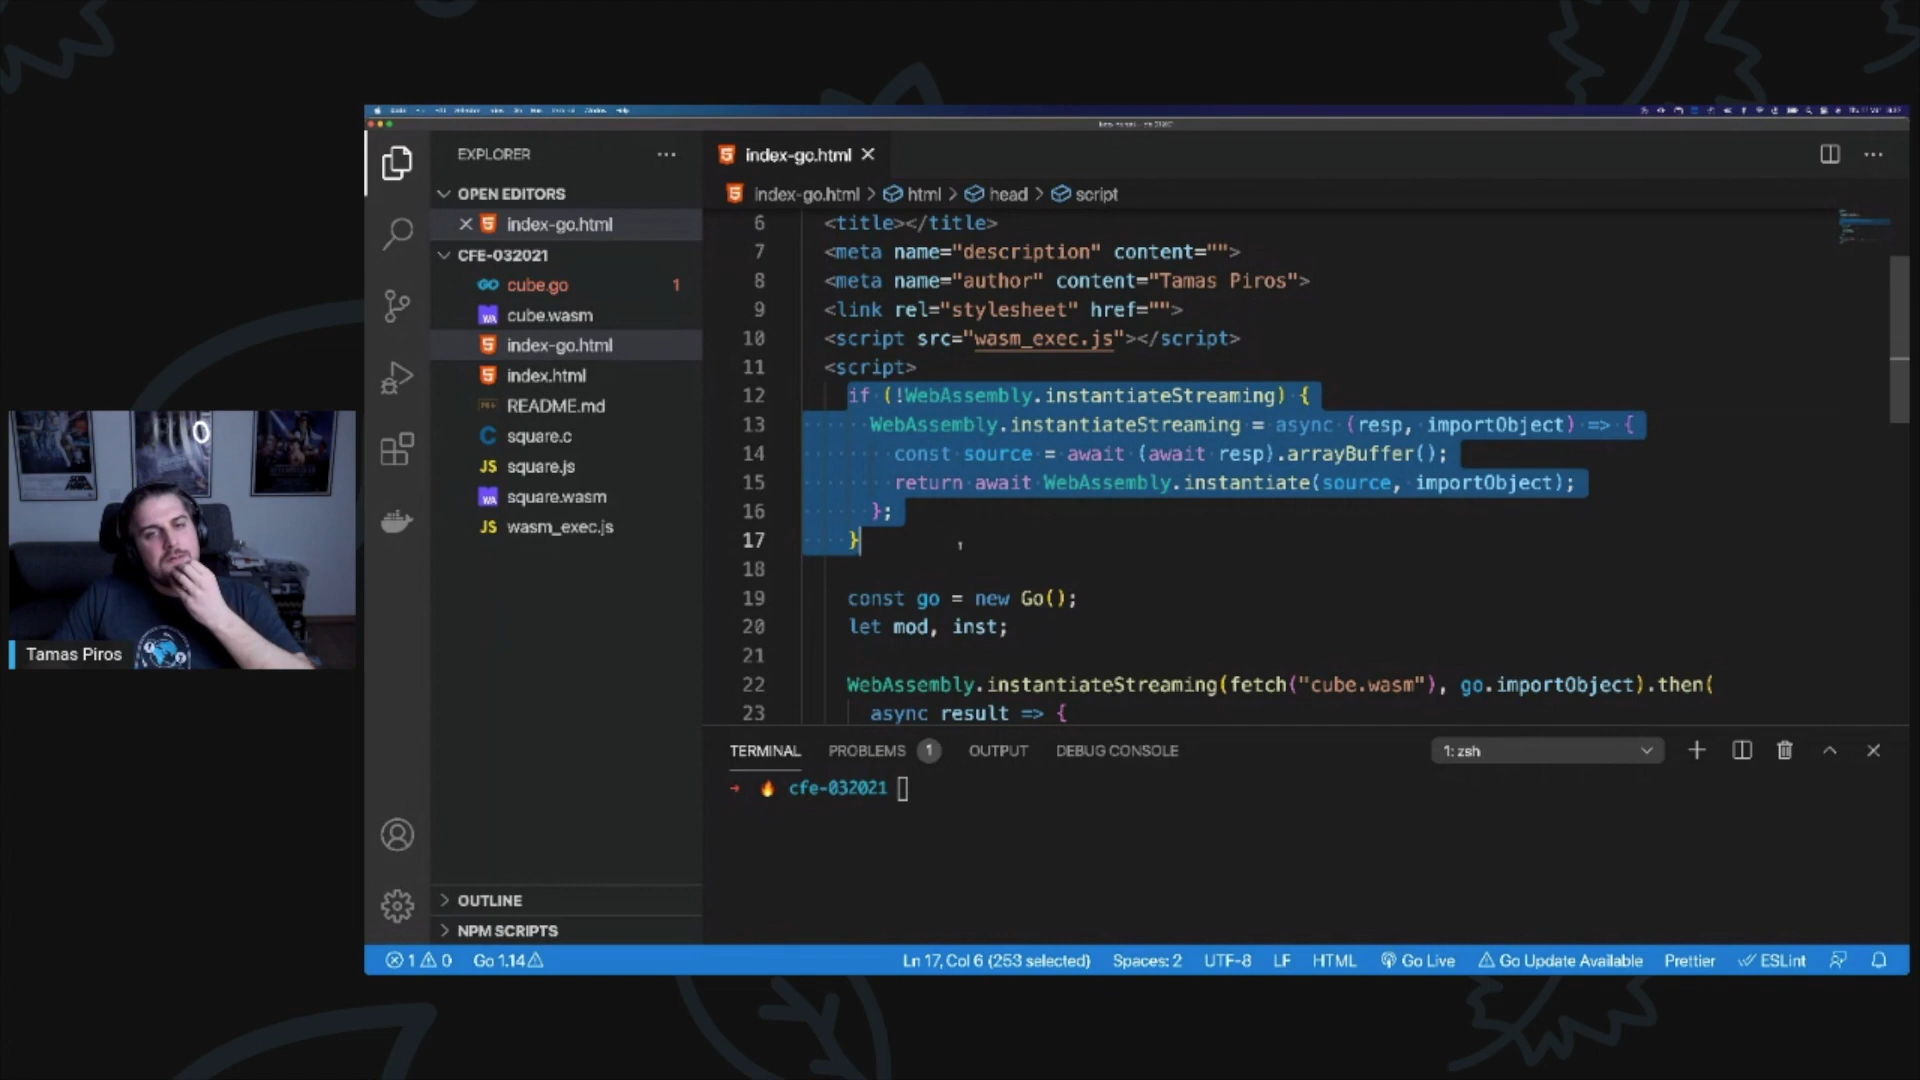 EXPLORER
OPEN EDITORS
index-go.html
CFE-032021
cube.go 1
cube.wasm
index-go.html
index.html
README.md
square.c
JS square.js
square.wasm
JS wasm_exec.js
OUTLINE
NPM SCRIPTS
index-go.html
index-go.html > html > head > script
6 <title></title>
7 <meta name="description" content="">
8 <meta name="author" content="Tamas Piros">
9 <link rel="stylesheet" href="">
10 <script src="wasm_exec.js"></script>
11 <script>
12 if (!WebAssembly.instantiateStreaming) {
13 WebAssembly.instantiateStreaming = async (resp, importObject) => {
14 const source = await (await resp).arrayBuffer();
15 return await WebAssembly.instantiate(source, importObject);
16 };
17 }
18
19 const go = new Go();
20 let mod, inst;
21
22 WebAssembly.instantiateStreaming(fetch("cube.wasm"), go.importObject).then(
23 async result => {
TERMINAL PROBLEMS 1 OUTPUT DEBUG CONSOLE 1: zsh
→ 🔥 cfe-032021
1 0 Go 1.14 Ln 17, Col 6 (253 selected) Spaces: 2 UTF-8 LF HTML Go Live Go Update Available Prettier ESLint
Tamas Piros